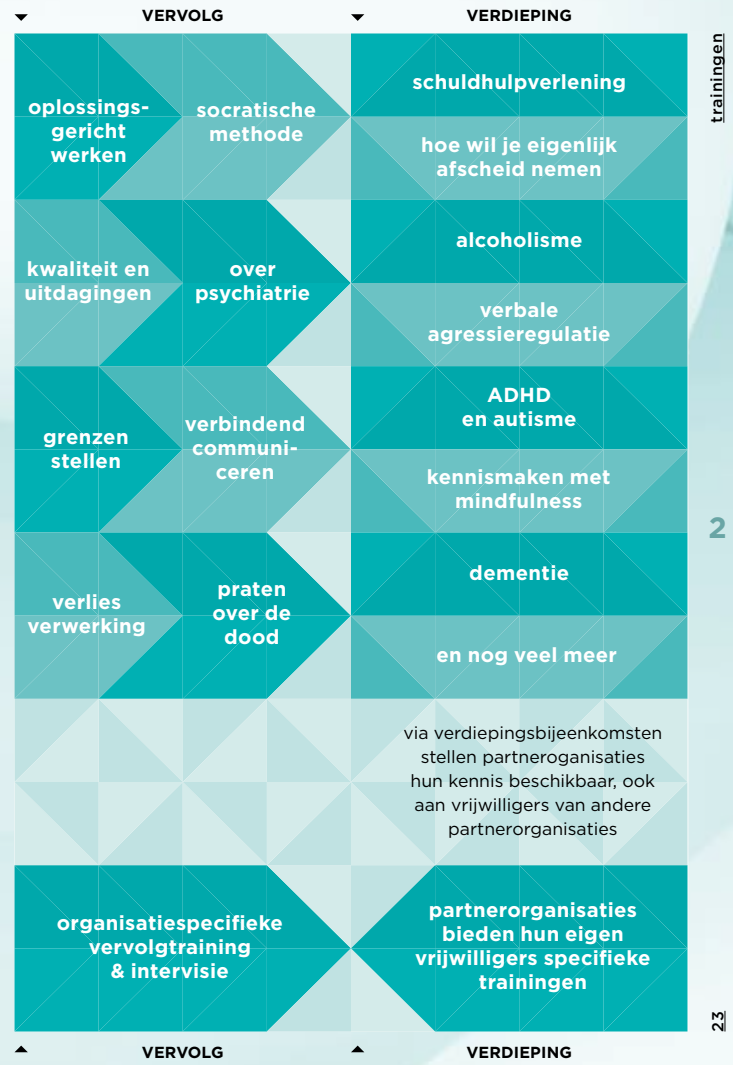 VERVOLG
VERDIEPING
oplossings-
gericht
werken
socratische
methode
schuldhulpverlening
hoe wil je eigenlijk
afscheid nemen
kwaliteit en
uitdagingen
over
psychiatrie
alcoholisme
verbale
agressieregulatie
grenzen
stellen
verbindend
communi-
ceren
ADHD
en autisme
kennismaken met
mindfulness
verlies
verwerking
praten
over de
dood
dementie
en nog veel meer
via verdiepingsbijeenkomsten
stellen partneroganisaties
hun kennis beschikbaar, ook
aan vrijwilligers van andere
partnerorganisaties
organisatiespecifieke
vervolgtraining
& intervisie
partnerorganisaties
bieden hun eigen
vrijwilligers specifieke
trainingen
VERVOLG
VERDIEPING
trainingen
2
23